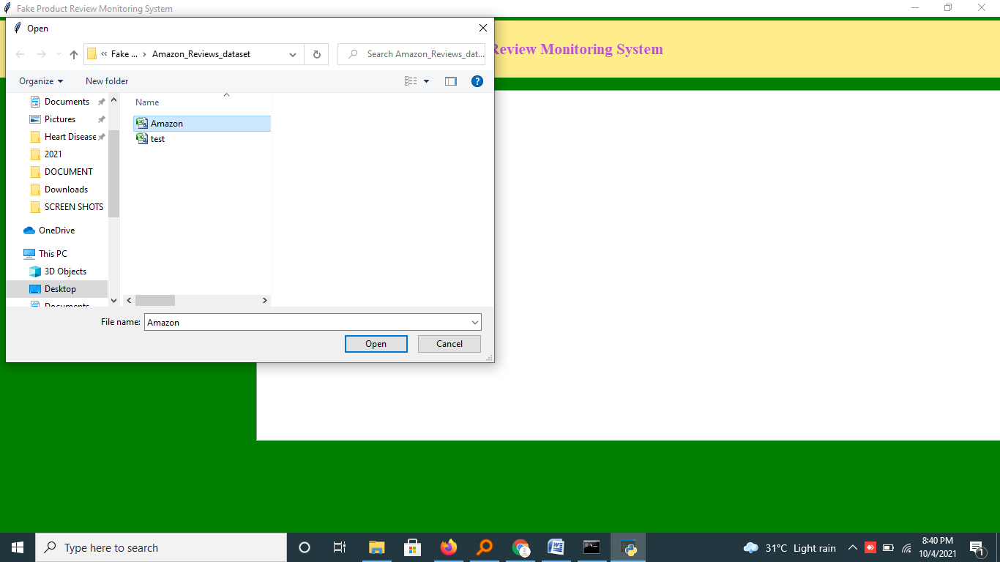 Fake Product Review Monitoring System
Open
Fake ... Amazon_Reviews_dataset
Search Amazon_Reviews_dat...
Review Monitoring System
Organize
New folder
Documents
Pictures
Heart Disease
2021
DOCUMENT
Downloads
SCREEN SHOTS
OneDrive
This PC
3D Objects
Desktop
Documents
Name
Amazon
test
File name: Amazon
Open Cancel
Type here to search
31°C Light rain
8:40 PM
10/4/2021
1